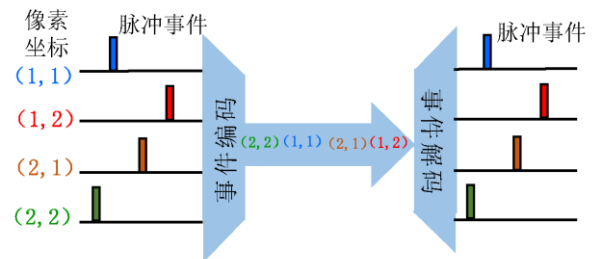 像素
坐标
脉冲事件
(1,1)
(1,2)
(2,1)
(2,2)
事件编码
(2,2)(1,1)(2,1)(1,2)
事件解码
脉冲事件